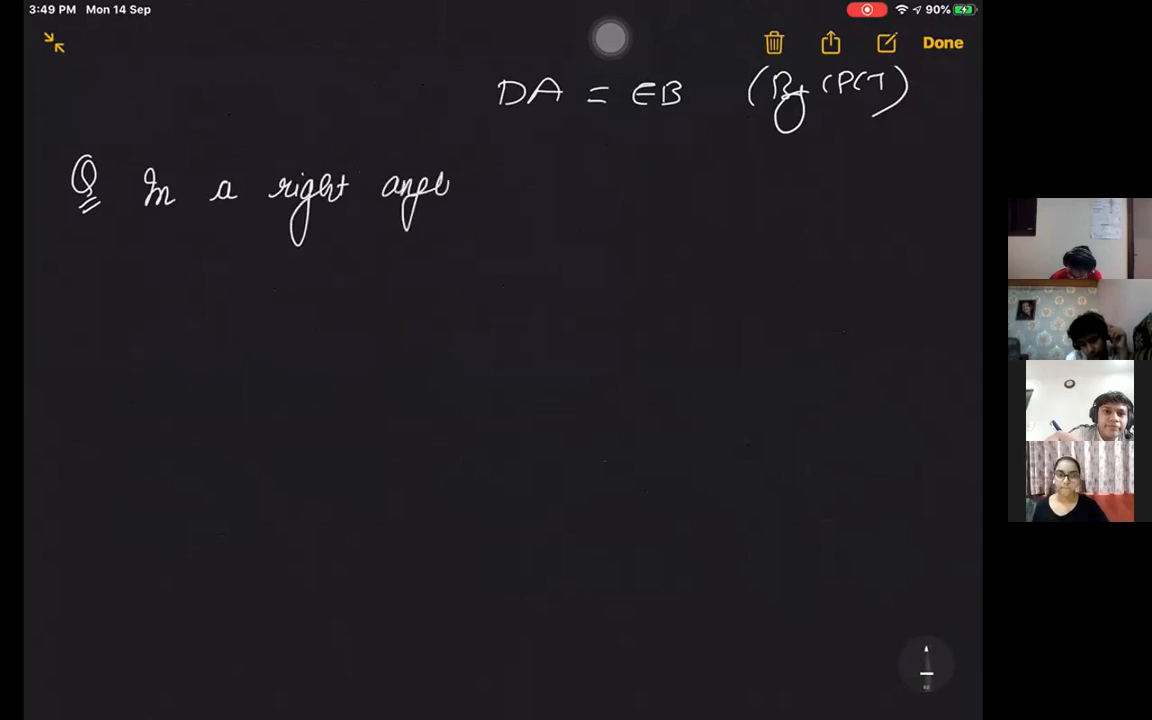 3:49 PM Mon 14 Sep 90%
Done
DA = EB (By CPCT)
Q In a right angle